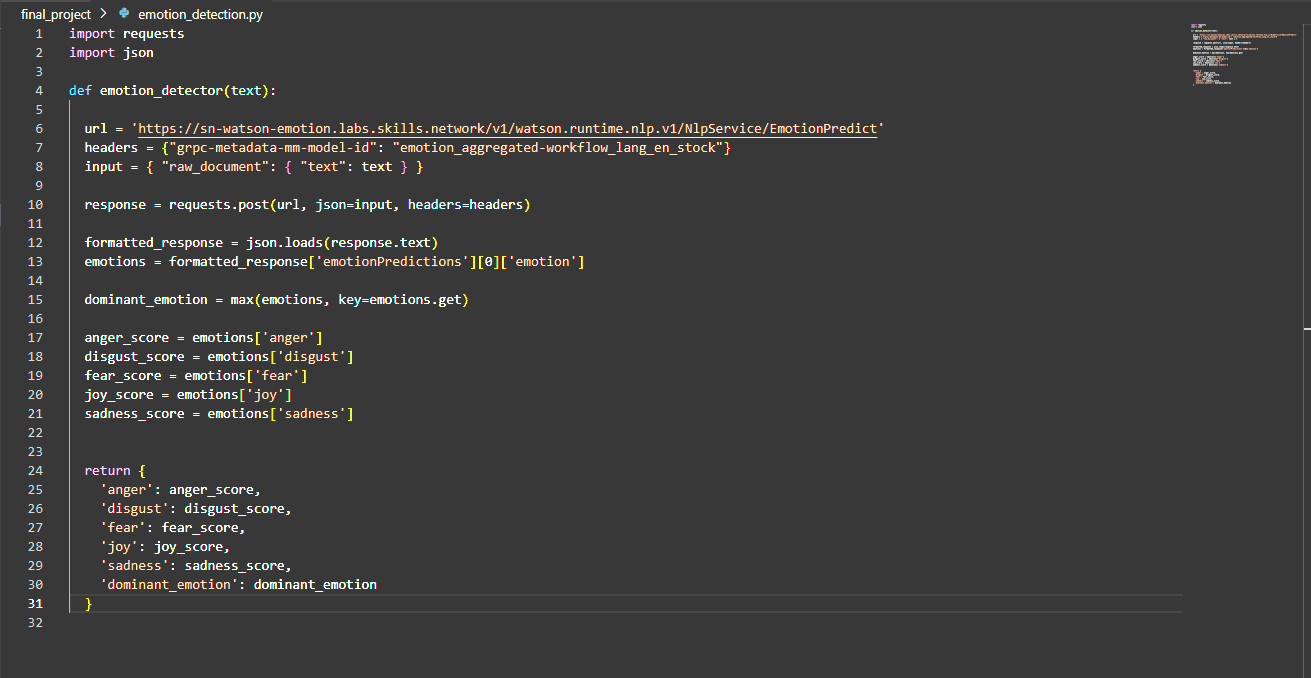 final_project > emotion_detection.py
1 import requests
2 import json
3
4 def emotion_detector(text):
5
6   url = 'https://sn-watson-emotion.labs.skills.network/v1/watson.runtime.nlp.v1/NlpService/EmotionPredict'
7   headers = {"grpc-metadata-mm-model-id": "emotion_aggregated-workflow_lang_en_stock"}
8   input = { "raw_document": { "text": text } }
9
10   response = requests.post(url, json=input, headers=headers)
11
12   formatted_response = json.loads(response.text)
13   emotions = formatted_response['emotionPredictions'][0]['emotion']
14
15   dominant_emotion = max(emotions, key=emotions.get)
16
17   anger_score = emotions['anger']
18   disgust_score = emotions['disgust']
19   fear_score = emotions['fear']
20   joy_score = emotions['joy']
21   sadness_score = emotions['sadness']
22
23
24   return {
25     'anger': anger_score,
26     'disgust': disgust_score,
27     'fear': fear_score,
28     'joy': joy_score,
29     'sadness': sadness_score,
30     'dominant_emotion': dominant_emotion
31   }
32